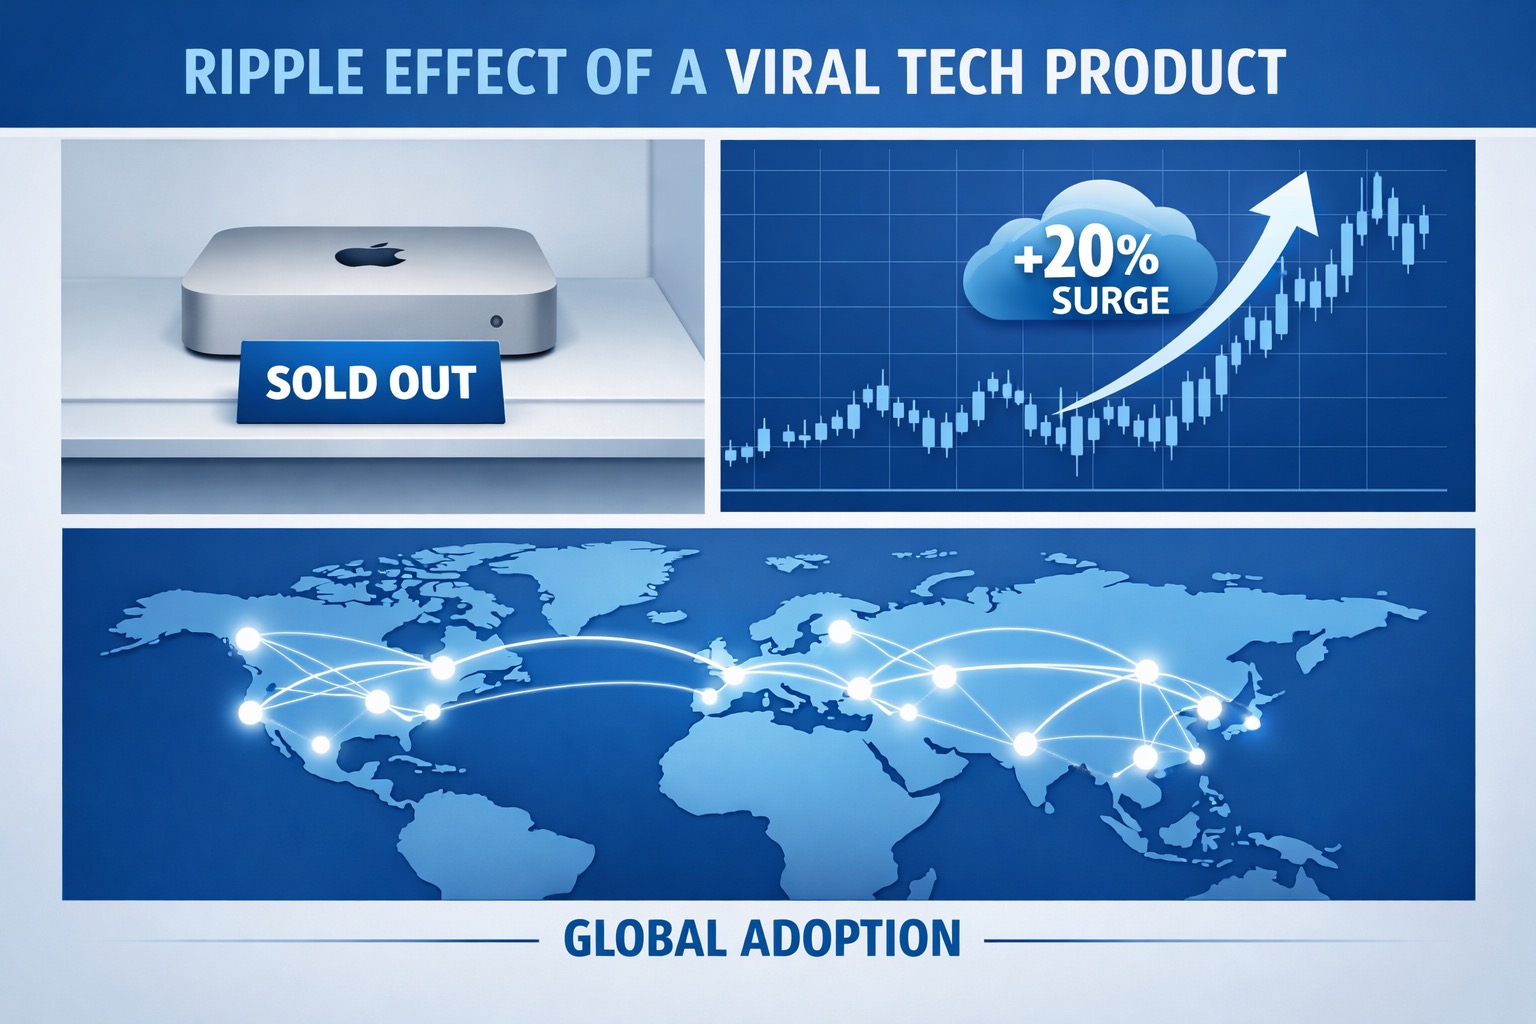 RIPPLE EFFECT OF A VIRAL TECH PRODUCT
SOLD OUT
+20%
SURGE
GLOBAL ADOPTION